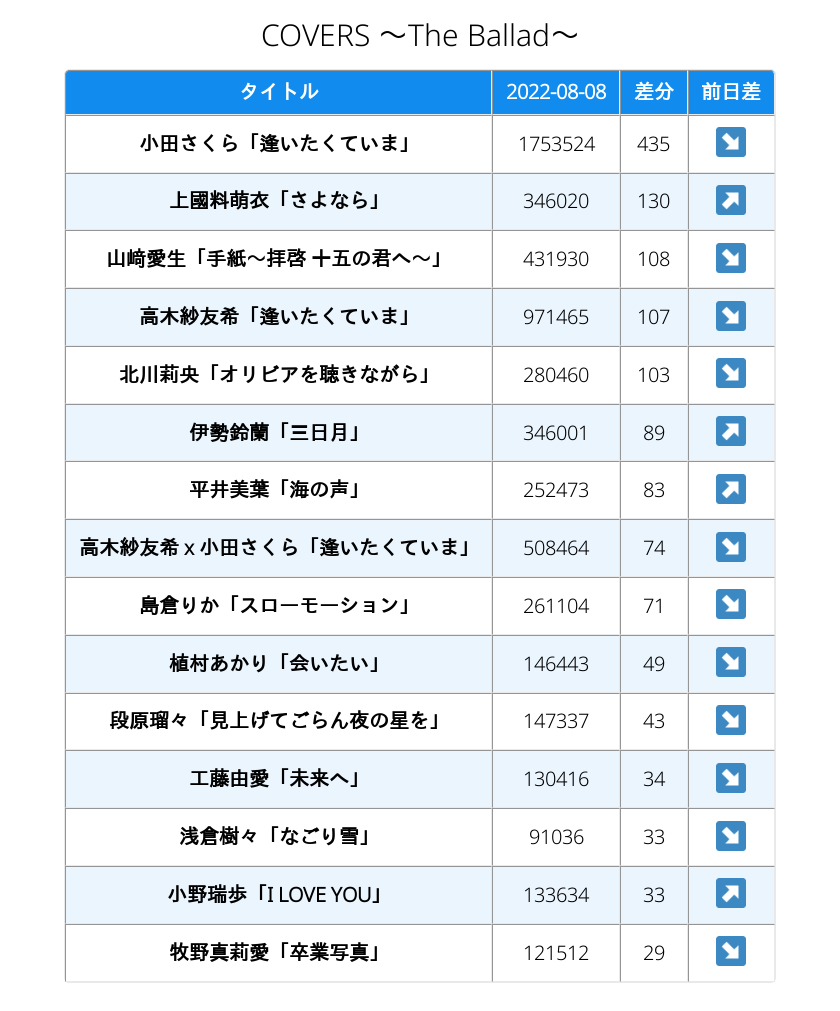 COVERS ～The Ballad～
タイトル 2022-08-08 差分 前日差
小田さくら「逢いたくていま」 1753524 435 ↘
上國料萌衣「さよなら」 346020 130 ↗
山﨑愛生「手紙～拝啓 十五の君へ～」 431930 108 ↘
高木紗友希「逢いたくていま」 971465 107 ↘
北川莉央「オリビアを聴きながら」 280460 103 ↘
伊勢鈴蘭「三日月」 346001 89 ↗
平井美葉「海の声」 252473 83 ↗
高木紗友希 x 小田さくら「逢いたくていま」 508464 74 ↘
島倉りか「スローモーション」 261104 71 ↘
植村あかり「会いたい」 146443 49 ↘
段原瑠々「見上げてごらん夜の星を」 147337 43 ↘
工藤由愛「未来へ」 130416 34 ↘
浅倉樹々「なごり雪」 91036 33 ↘
小野瑞歩「I LOVE YOU」 133634 33 ↗
牧野真莉愛「卒業写真」 121512 29 ↘